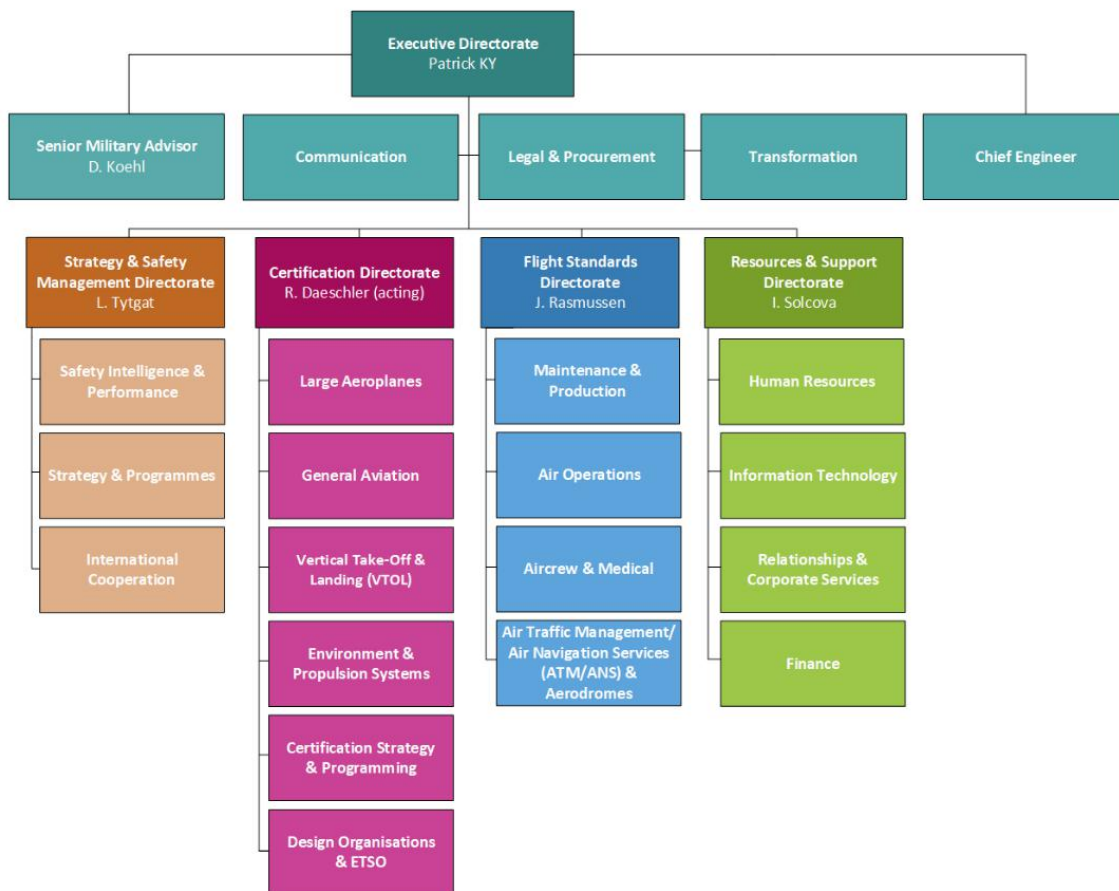 Executive Directorate
Patrick KY
Senior Military Advisor
D. Koehl
Communication
Legal & Procurement
Transformation
Chief Engineer
Strategy & Safety
Management Directorate
L. Tytgat
Safety Intelligence &
Performance
Strategy & Programmes
International
Cooperation
Certification Directorate
R. Daeschler (acting)
Large Aeroplanes
General Aviation
Vertical Take-Off &
Landing (VTOL)
Environment &
Propulsion Systems
Certification Strategy
& Programming
Design Organisations
& ETSO
Flight Standards
Directorate
J. Rasmussen
Maintenance &
Production
Air Operations
Aircrew & Medical
Air Traffic Management/
Air Navigation Services
(ATM/ANS) &
Aerodromes
Resources & Support
Directorate
I. Solcova
Human Resources
Information Technology
Relationships &
Corporate Services
Finance